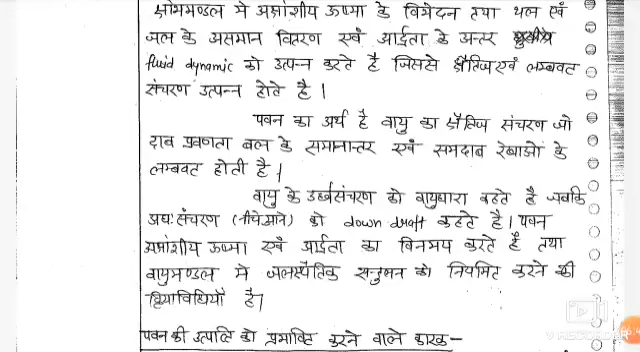 क्षोभमण्डल मे अक्षांशीय ऊष्मा के विभेदन तथा थल एवं
जल के असमान वितरण एवं आर्द्रता के अन्तर
fluid dynamic को उत्पन्न करते है जिससे क्षैतिज एवं लम्बवत
संचरण उत्पन्न होते है।
पवन का अर्थ है वायु का क्षैतिज संचरण जो
दाब प्रवणता बल के समानान्तर एवं समदाब रेखाओं के
लम्बवत होती है।
वायु के उर्ध्वसंचरण को वायुधारा कहते है जबकि
अधः संचरण (नीचे आने) को down draft कहते है। पवन
अक्षांशीय ऊष्मा एवं आर्द्रता का विनमय करते है तथा
वायुमण्डल मे जलस्थैतिक सन्तुलन को नियमित करने की
क्रियाविधियाँ है।
पवन की उत्पत्ति को प्रभावित करने वाले कारक-